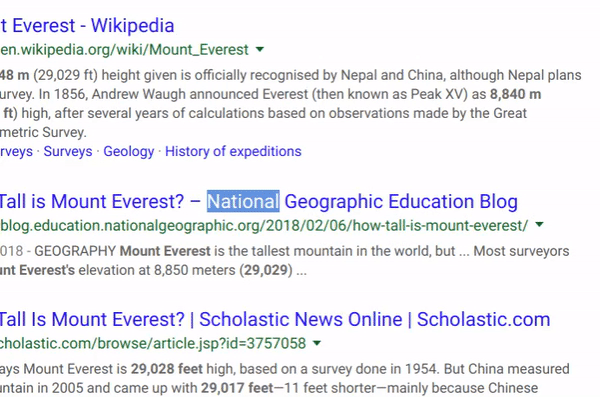 t Everest - Wikipedia
en.wikipedia.org/wiki/Mount_Everest
48 m (29,029 ft) height given is officially recognised by Nepal and China, although Nepal plans
urvey. In 1856, Andrew Waugh announced Everest (then known as Peak XV) as 8,840 m
ft) high, after several years of calculations based on observations made by the Great
metric Survey.
rveys · Surveys · Geology · History of expeditions
Tall is Mount Everest? – National Geographic Education Blog
blog.education.nationalgeographic.org/2018/02/06/how-tall-is-mount-everest/
018 - GEOGRAPHY Mount Everest is the tallest mountain in the world, but ... Most surveyors
nt Everest's elevation at 8,850 meters (29,029) ...
Tall Is Mount Everest? | Scholastic News Online | Scholastic.com
cholastic.com/browse/article.jsp?id=3757058
ays Mount Everest is 29,028 feet high, based on a survey done in 1954. But China measured
untain in 2005 and came up with 29,017 feet—11 feet shorter—mainly because Chinese